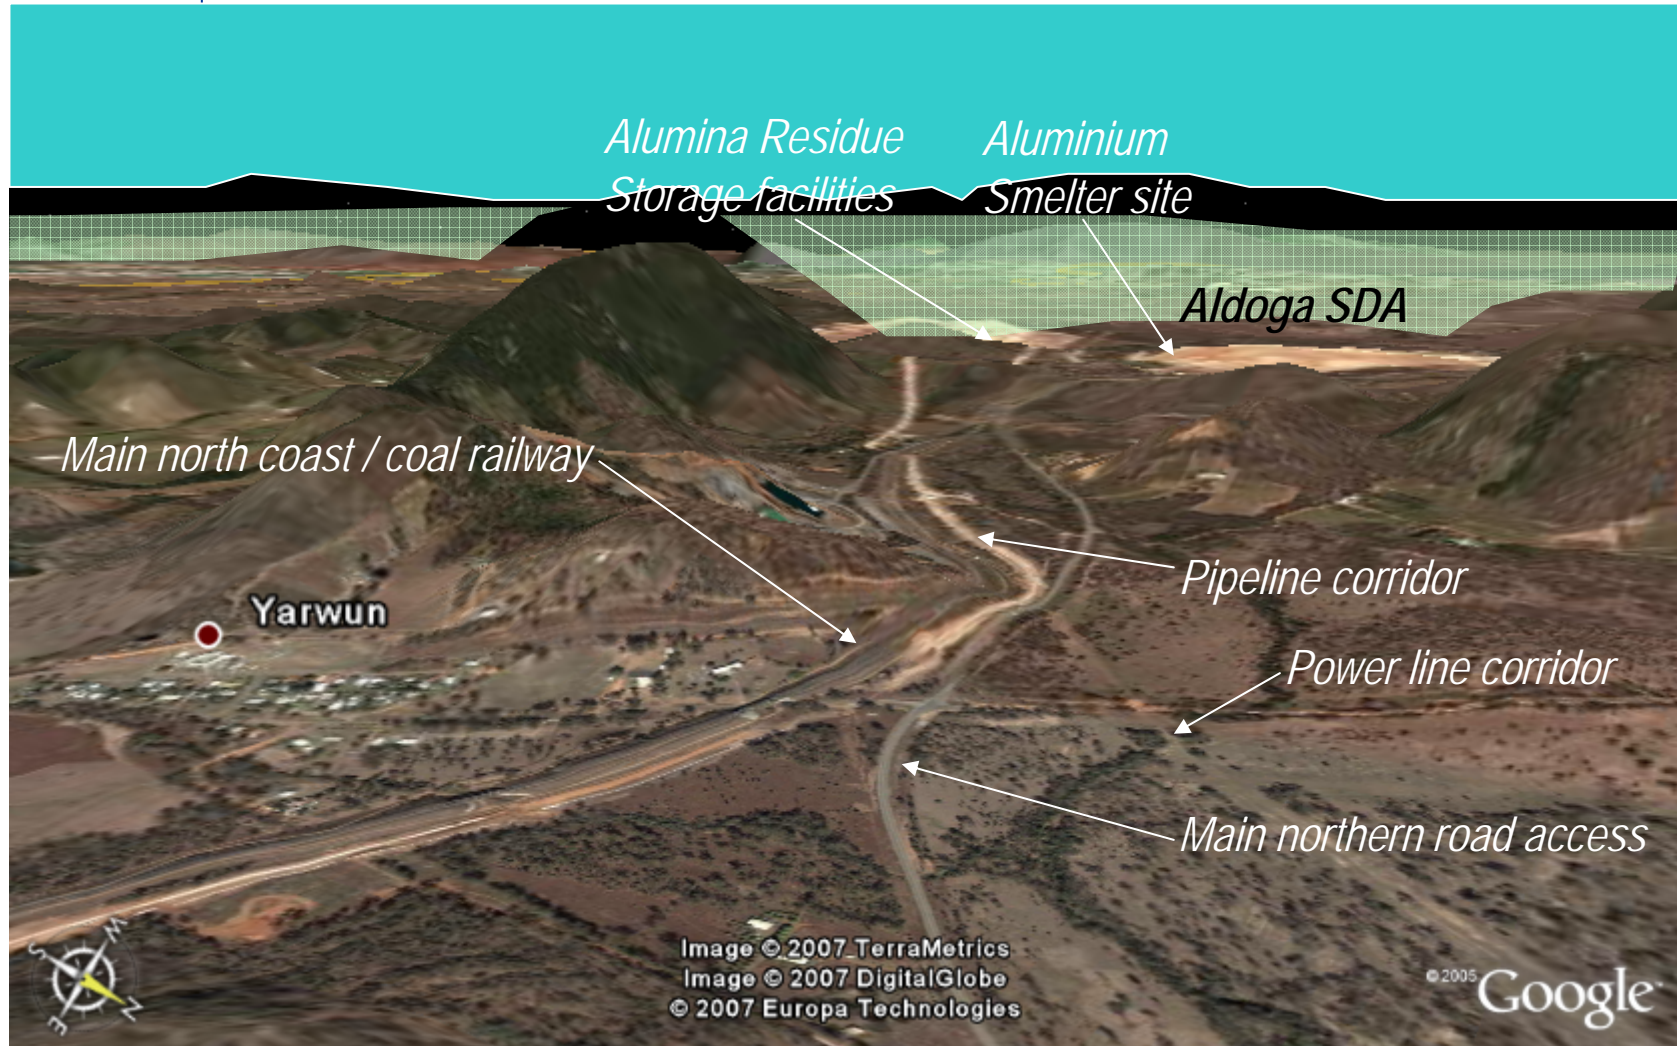 Alumina Residue
Storage facilities
Aluminium
Smelter site
Aldoga SDA
Main north coast / coal railway
Pipeline corridor
Yarwun
Power line corridor
Main northern road access
W
S
N
E
Image © 2007 TerraMetrics
Image © 2007 DigitalGlobe
© 2007 Europa Technologies
©2005 Google